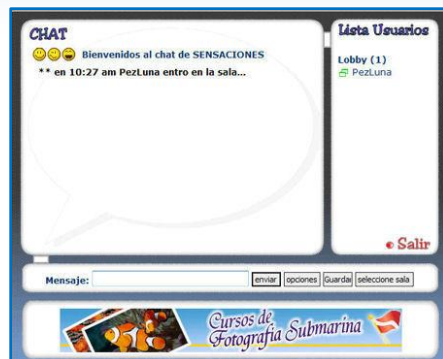 CHAT
Bienvenidos al chat de SENSACIONES
** en 10:27 am PezLuna entro en la sala...
Lista Usuarios
Lobby (1)
PezLuna
Salir
Mensaje:
enviar
opciones
Guardar
seleccione sala
Cursos de
Fotografía Submarina